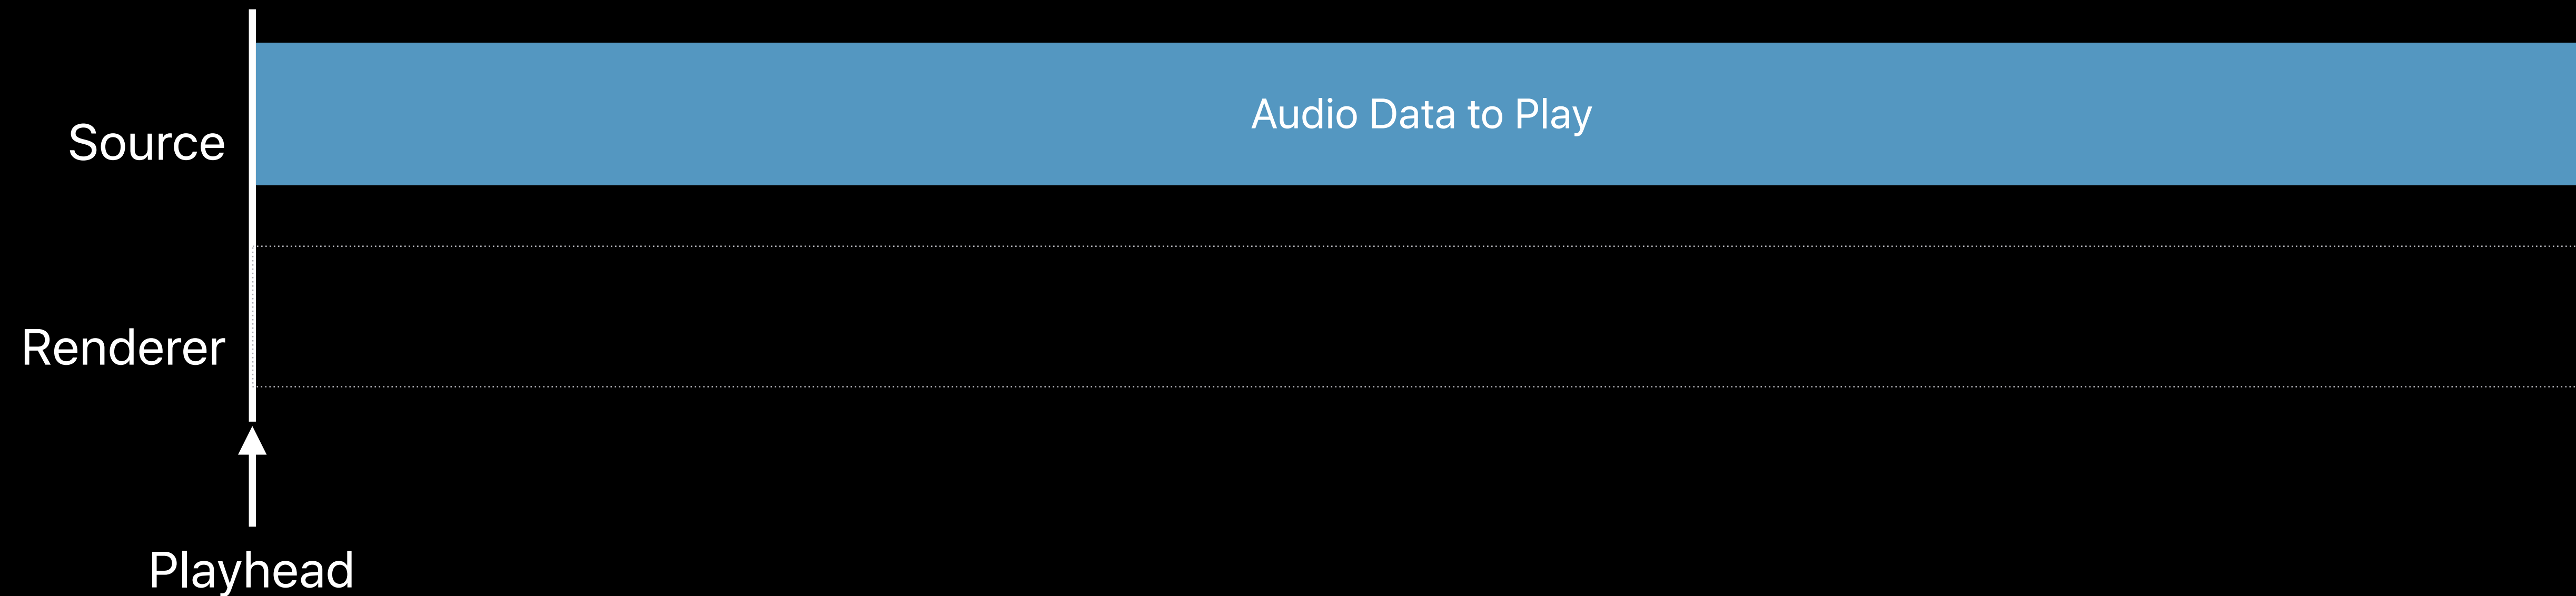 Audio Data to Play
Source
Renderer
Playhead